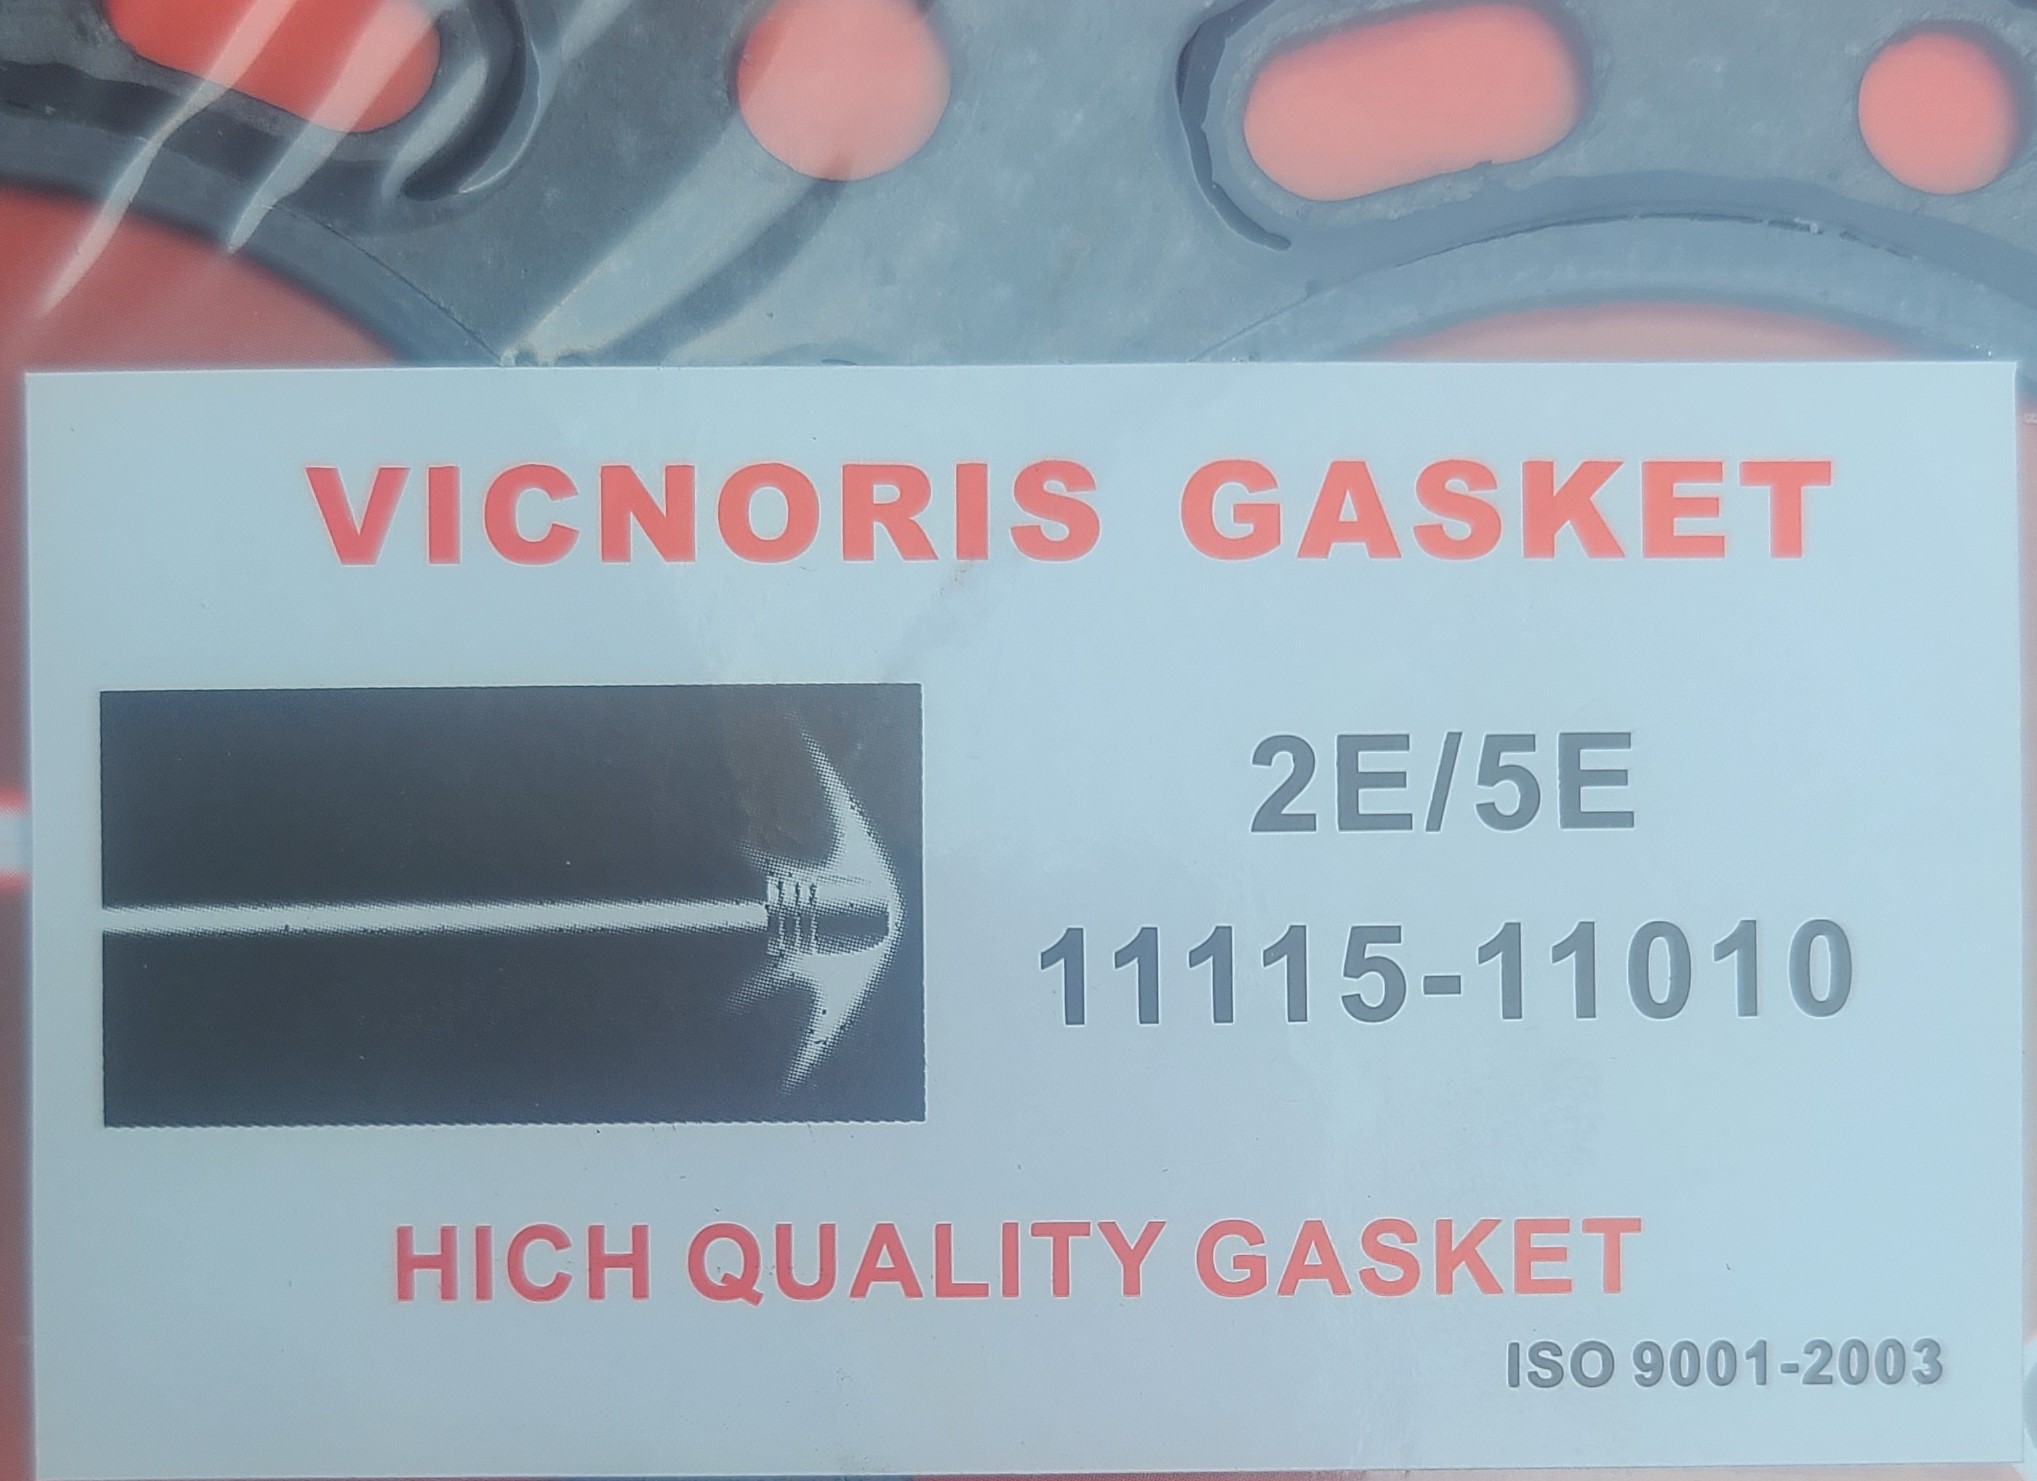 VICNORIS GASKET
2E/5E
11115-11010
HICH QUALITY GASKET
ISO 9001-2003